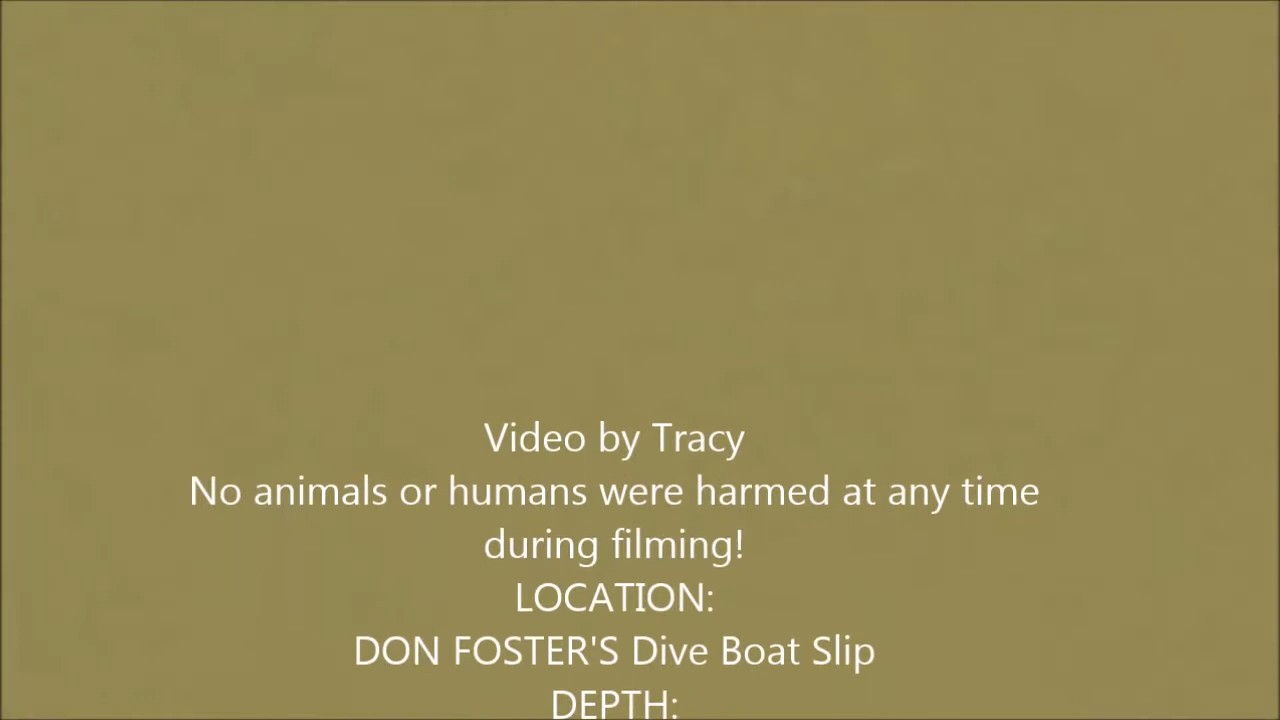 Video by Tracy
No animals or humans were harmed at any time
during filming!
LOCATION:
DON FOSTER'S Dive Boat Slip
DEPTH: